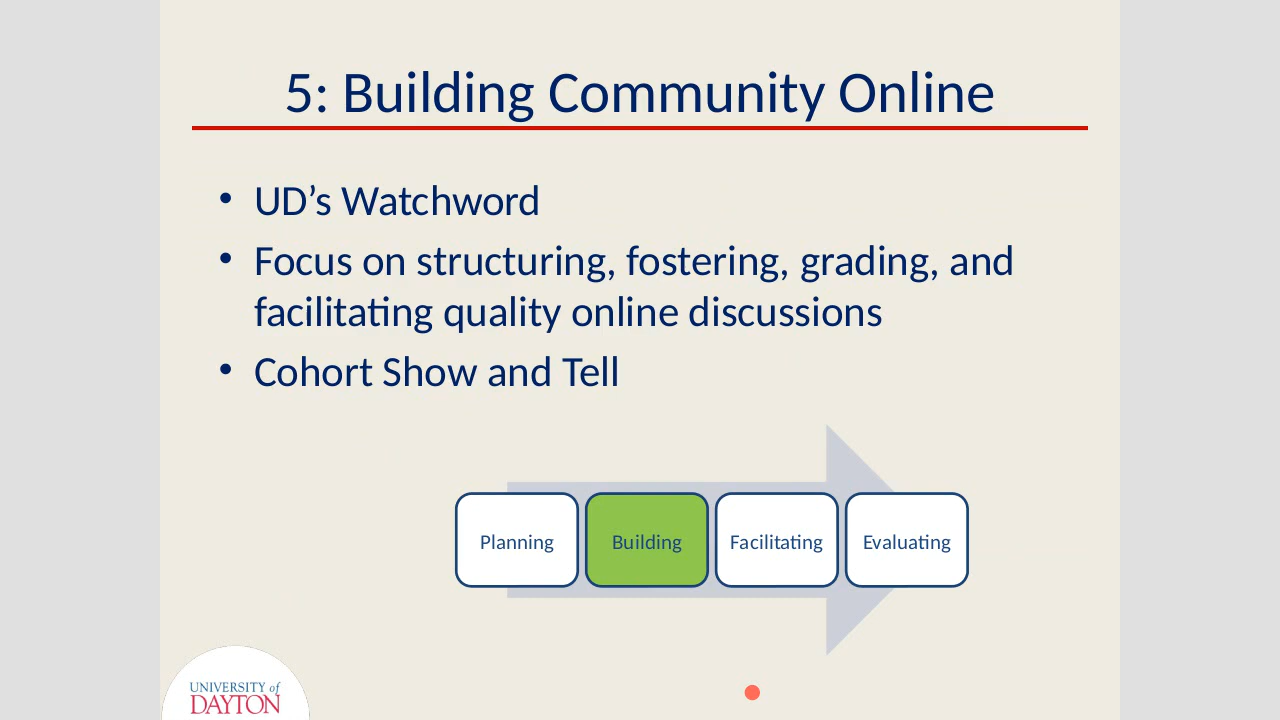 5: Building Community Online
• UD’s Watchword
• Focus on structuring, fostering, grading, and
facilitating quality online discussions
• Cohort Show and Tell
Planning
Building
Facilitating
Evaluating
UNIVERSITY of
DAYTON